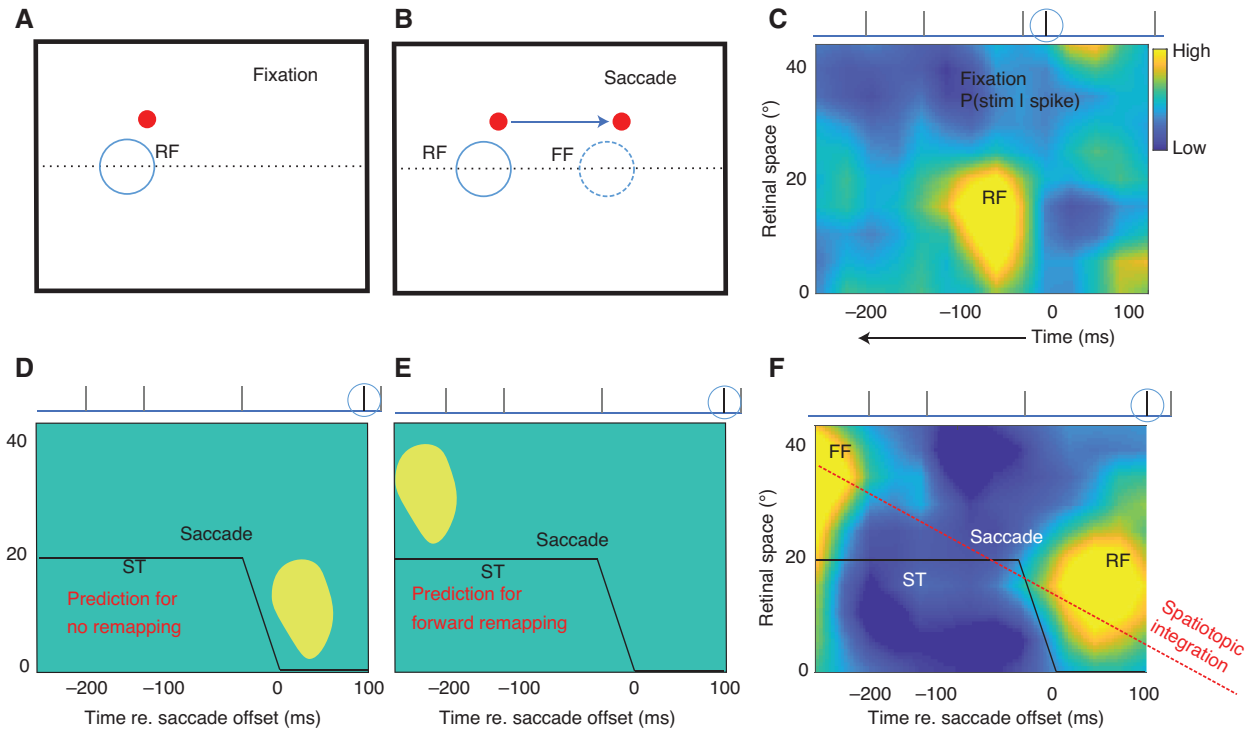 A
Fixation
RF
B
Saccade
RF
FF
C
Fixation
P(stim | spike)
RF
High
Low
Retinal space (°)
40
20
0
−200
−100
0
100
Time (ms)
D
40
20
0
Saccade
ST
Prediction for
no remapping
−200
−100
0
100
Time re. saccade offset (ms)
E
Saccade
ST
Prediction for
forward remapping
−200
−100
0
100
Time re. saccade offset (ms)
F
Retinal space (°)
40
20
0
FF
Saccade
ST
RF
Spatiotopic
integration
−200
−100
0
100
Time re. saccade offset (ms)